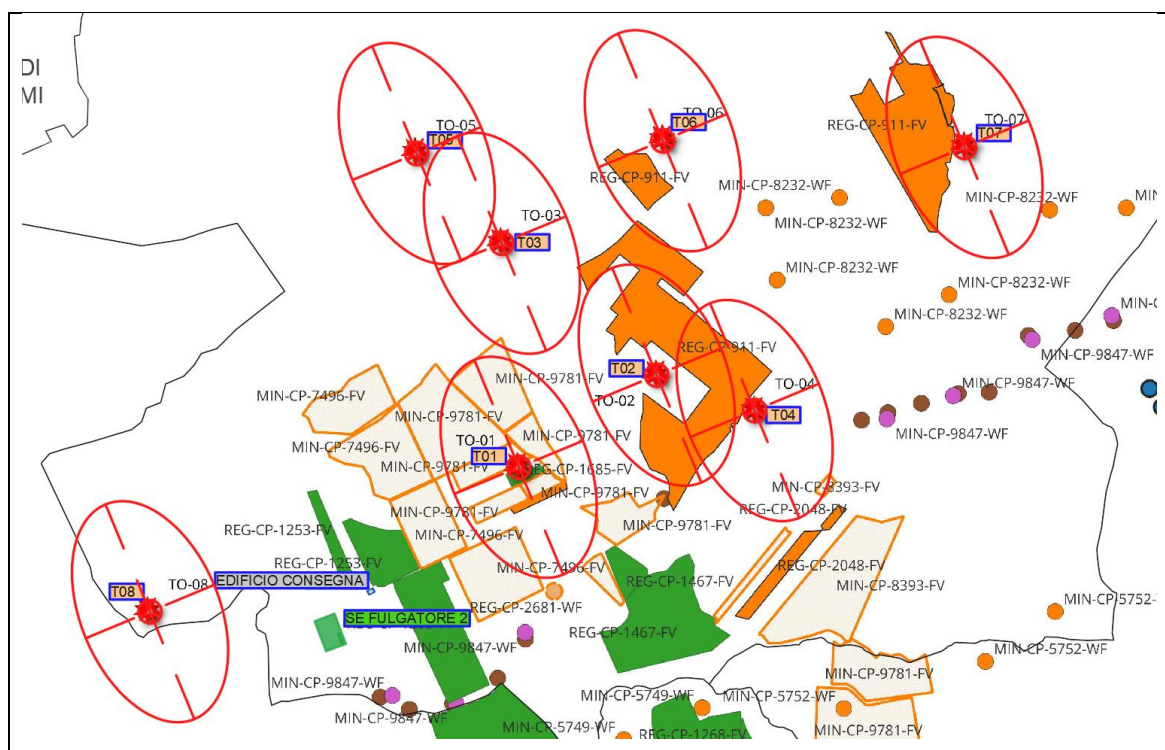 DI
MI
TO-05
T05
TO-06
T06
REG-CP-911-FV
REG-CP-911-FV
TO-07
T07
MIN-CP-8232-WF
MIN-CP-8232-WF
MIN-CP-8232-WF
MIN
TO-03
T03
MIN-CP-8232-WF
MIN-CP-8232-WF
MIN-CP-8232-WF
MIN-C
REG-CP-911-FV
MIN-CP-9847-WF
T02
TO-02
TO-04
T04
MIN-CP-9781-FV
MIN-CP-7496-FV
MIN-CP-9781-FV
MIN-CP-9847-WF
MIN-CP-9847-WF
TO-01
T01
MIN-CP-9781-FV
MIN-CP-7496-FV
MIN-CP-9781-FV
REG-CP-1685-FV
MIN-CP-9781-FV
MIN-CP-8393-FV
MIN-CP-9781-FV
REG-CP-2048-FV
REG-CP-1253-FV
MIN-CP-7496-FV
MIN-CP-9781-FV
REG-CP-1253-FV
MIN-CP-7496-FV
REG-CP-2048-FV
TO-08
T08
EDIFICIO CONSEGNA
REG-CP-1467-FV
MIN-CP-8393-FV
REG-CP-2681-WF
SE FULGATORE 2
REG-CP-1467-FV
MIN-CP-5752-W
MIN-CP-9847-WF
MIN-CP-5752-WF
MIN-CP-9847-WF
MIN-CP-9781-FV
MIN-CP-5749-WF
MIN-CP-5752-WF
MIN-CP-9847-WF
MIN-CP-5749-WF
REG-CP-1268-FV
MIN-CP-9781-FV